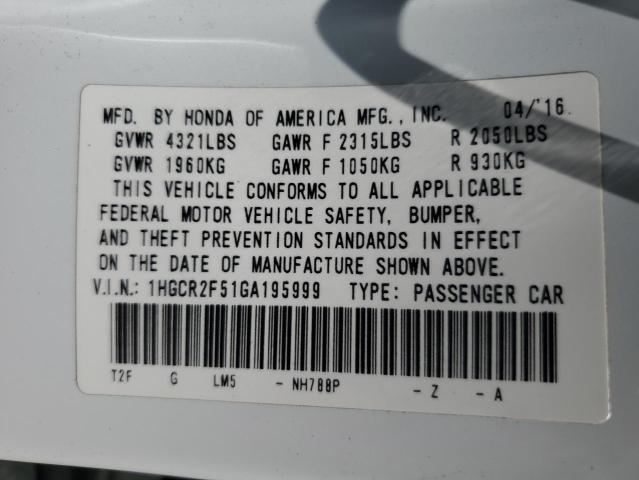 MFD. BY HONDA OF AMERICA MFG., INC. 04/'16
GVWR 4321LBS GAWR F 2315LBS R 2050LBS
GVWR 1960KG GAWR F 1050KG R 930KG
THIS VEHICLE CONFORMS TO ALL APPLICABLE
FEDERAL MOTOR VEHICLE SAFETY, BUMPER,
AND THEFT PREVENTION STANDARDS IN EFFECT
ON THE DATE OF MANUFACTURE SHOWN ABOVE.
V.I.N.: 1HGCR2F51GA195999 TYPE: PASSENGER CAR
T2F G LM5 - NH788P - Z - A